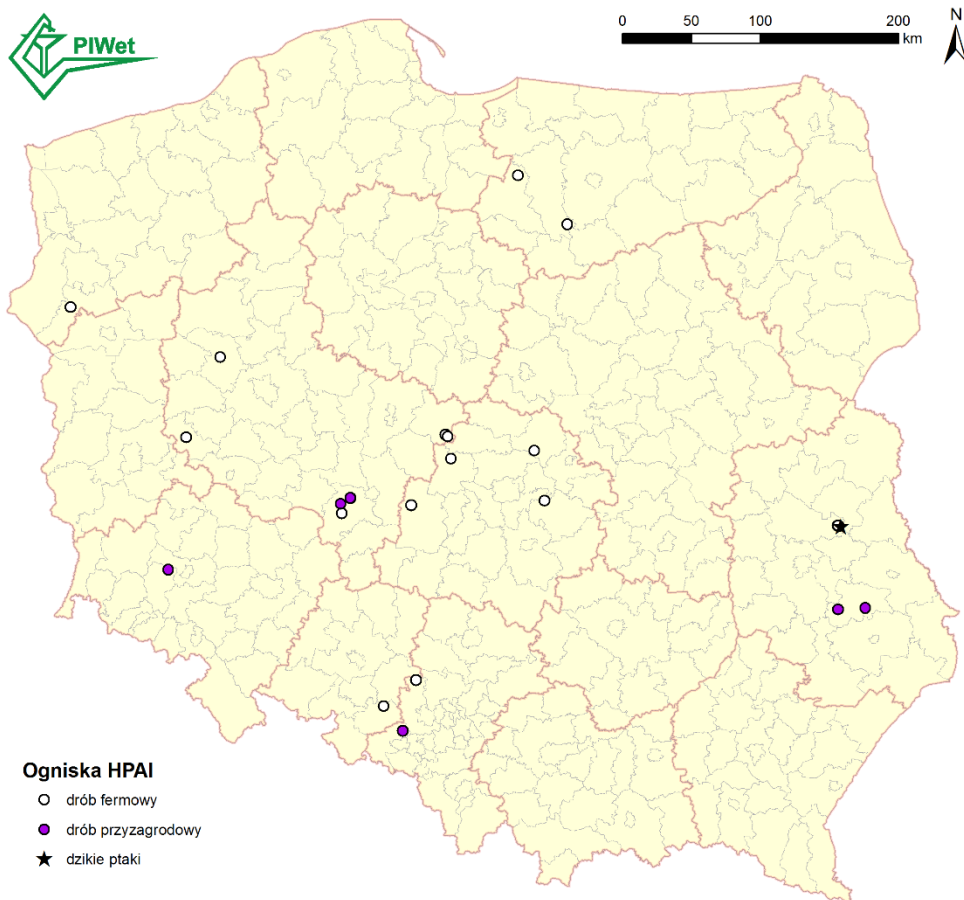 PIWet
0 50 100 200
km
N
Ogniska HPAI
drób fermowy
drób przyzagrodowy
dzikie ptaki